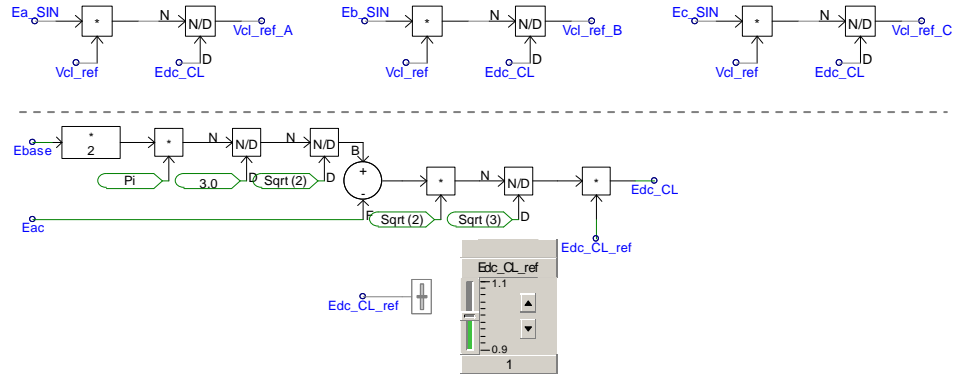 Ea_SIN * N N/D Vcl_ref_A Eb_SIN * N N/D Vcl_ref_B Ec_SIN * N N/D Vcl_ref_C
D D D
Vcl_ref Edc_CL Vcl_ref Edc_CL Vcl_ref Edc_CL
Ebase * 2 * N N/D N N/D B
Pi 3.0 D Sqrt (2) D + - * N N/D * Edc_CL
Eac F Sqrt (2) Sqrt (3) D
Edc_CL_ref
Edc_CL_ref
1.1
Edc_CL_ref
0.9
1